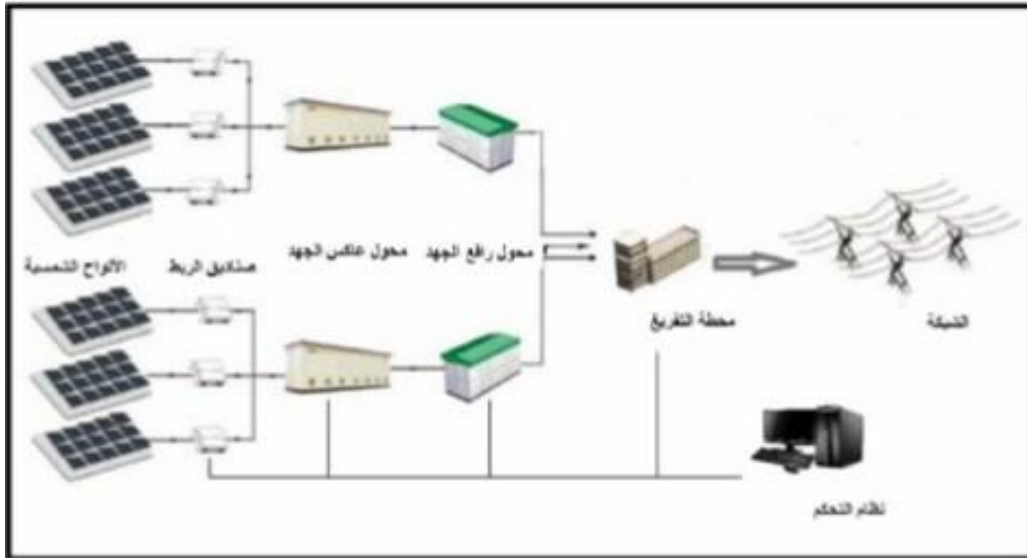 الألواح الشمسية
صناديق الربط
محول عاكس الجهد
محول رافع الجهد
محطة التفريغ
الشبكة
نظام التحكم